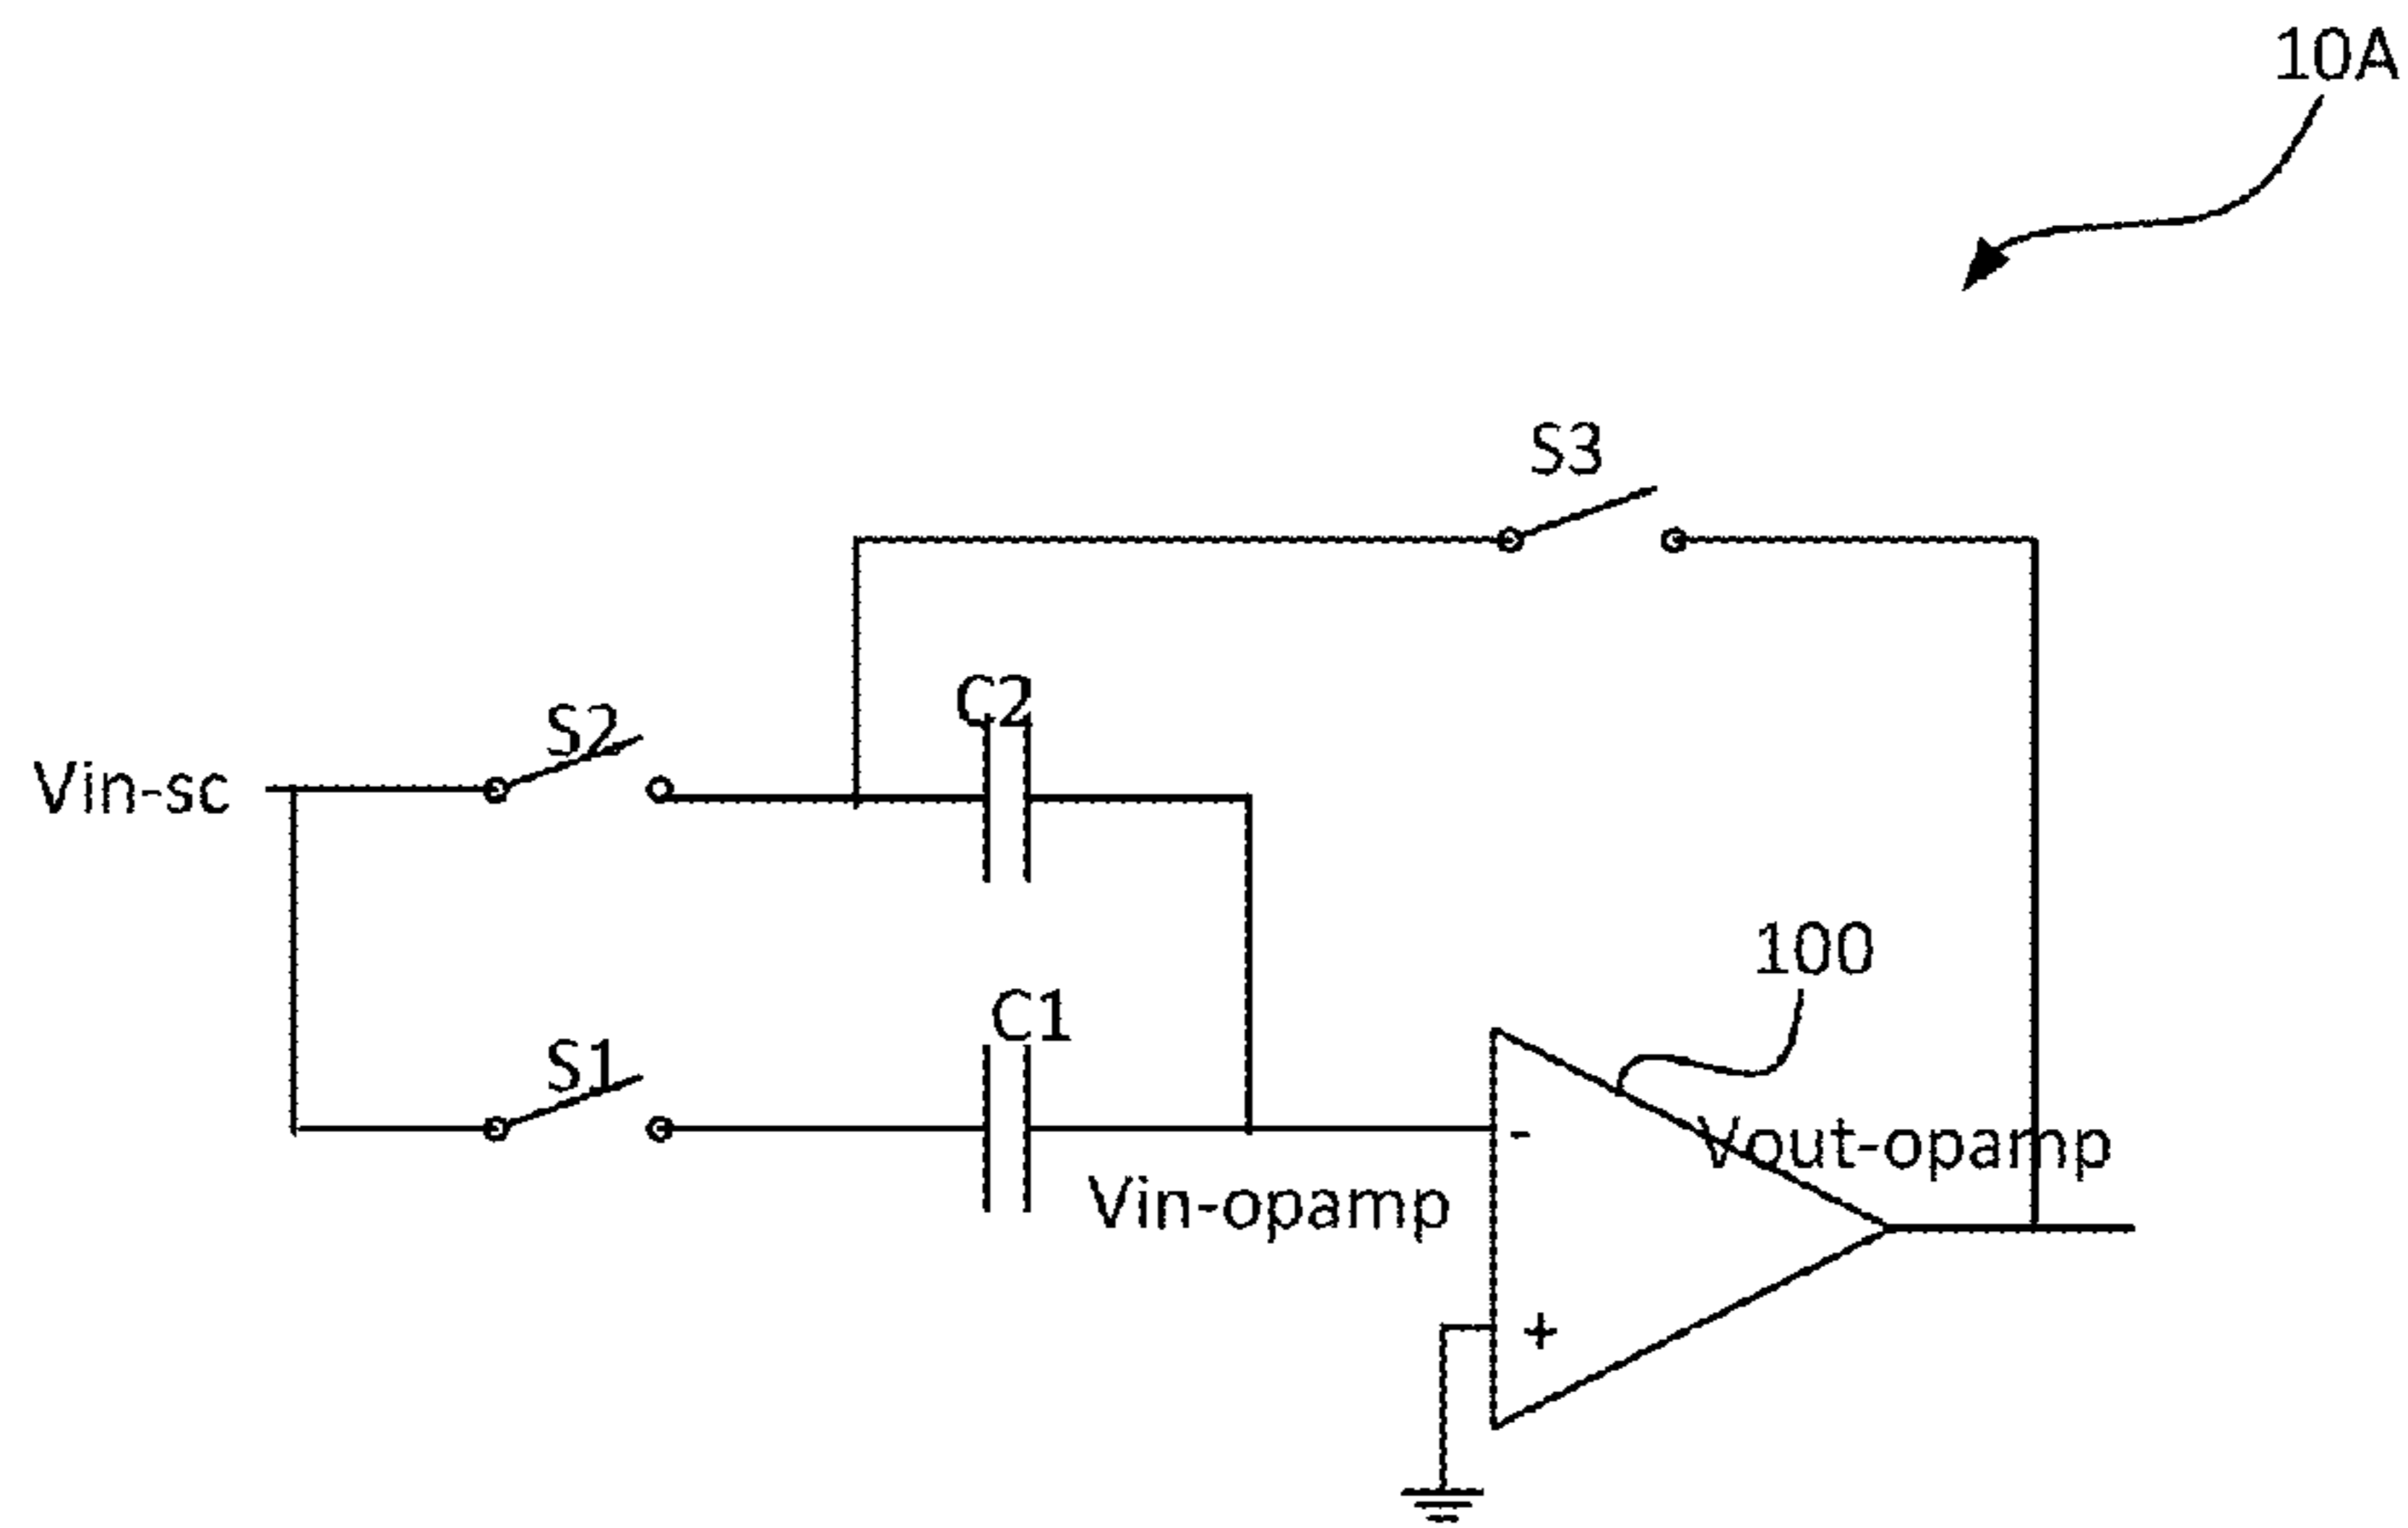 10A
S3
C2
S2
Vin-sc
100
C1
S1
Vout-opamp
-
Vin-opamp
+